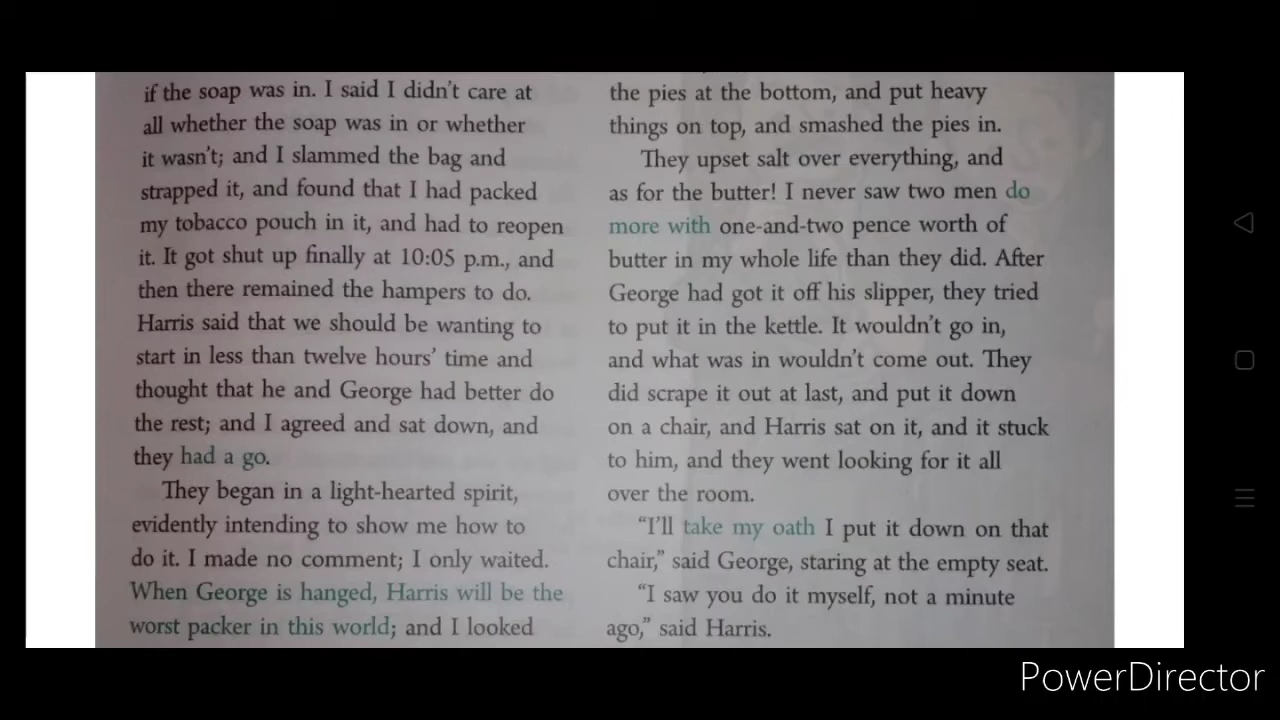 if the soap was in. I said I didn't care at
all whether the soap was in or whether
it wasn't; and I slammed the bag and
strapped it, and found that I had packed
my tobacco pouch in it, and had to reopen
it. It got shut up finally at 10:05 p.m., and
then there remained the hampers to do.
Harris said that we should be wanting to
start in less than twelve hours' time and
thought that he and George had better do
the rest; and I agreed and sat down, and
they had a go.
They began in a light-hearted spirit,
evidently intending to show me how to
do it. I made no comment; I only waited.
When George is hanged, Harris will be the
worst packer in this world; and I looked
the pies at the bottom, and put heavy
things on top, and smashed the pies in.
They upset salt over everything, and
as for the butter! I never saw two men do
more with one-and-two pence worth of
butter in my whole life than they did. After
George had got it off his slipper, they tried
to put it in the kettle. It wouldn't go in,
and what was in wouldn't come out. They
did scrape it out at last, and put it down
on a chair, and Harris sat on it, and it stuck
to him, and they went looking for it all
over the room.
"I'll take my oath I put it down on that
chair," said George, staring at the empty seat.
"I saw you do it myself, not a minute
ago," said Harris.
PowerDirector